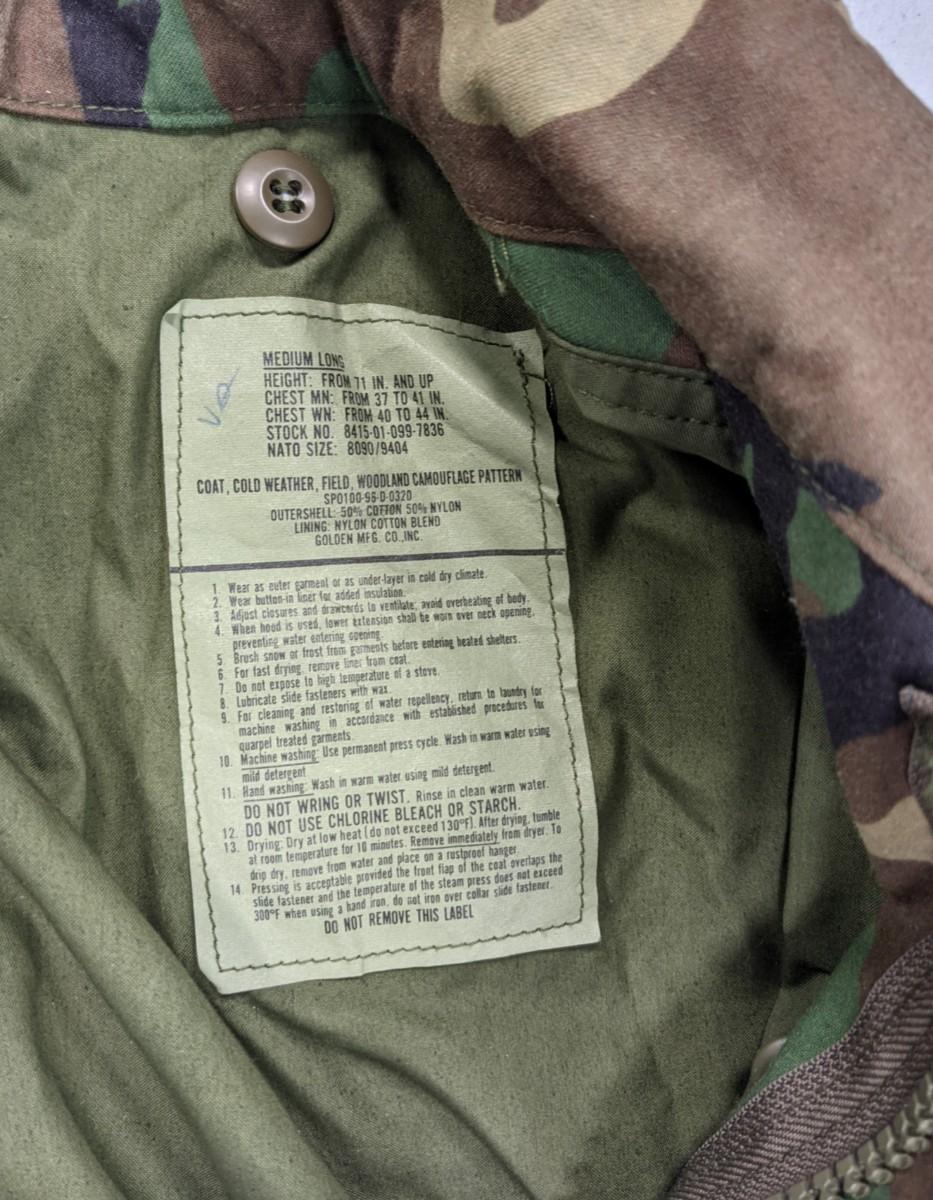 MEDIUM LONG
HEIGHT: FROM 71 IN. AND UP
CHEST MN: FROM 37 TO 41 IN.
CHEST WN: FROM 40 TO 44 IN.
STOCK NO. 8415-01-099-7836
NATO SIZE: 8090/9404
COAT, COLD WEATHER, FIELD, WOODLAND CAMOUFLAGE PATTERN
SPO100-96-D-0320
OUTERSHELL: 50% COTTON 50% NYLON
LINING: NYLON COTTON BLEND
GOLDEN MFG. CO.,INC.
1. Wear as outer garment or as under-layer in cold dry climate.
2. Wear button-in liner for added insulation.
3. Adjust closures and drawcords to ventilate; avoid overheating of body.
4. When hood is used, lower extension shall be worn over neck opening,
preventing water entering opening.
5. Brush snow or frost from garments before entering heated shelters.
6. For fast drying, remove liner from coat.
7. Do not expose to high temperature of a stove.
8. Lubricate slide fasteners with wax.
9. For cleaning and restoring of water repellency, return to laundry for
machine washing in accordance with established procedures for
quarpel treated garments.
10. Machine washing: Use permanent press cycle. Wash in warm water using
mild detergent.
11. Hand washing: Wash in warm water using mild detergent.
DO NOT WRING OR TWIST. Rinse in clean warm water.
12. DO NOT USE CHLORINE BLEACH OR STARCH.
13. Drying: Dry at low heat (do not exceed 130°F). After drying, tumble
at room temperature for 10 minutes. Remove immediately from dryer. To
drip dry, remove from water and place on a rustproof hanger.
14. Pressing is acceptable provided the front flap of the coat overlaps the
slide fastener and the temperature of the steam press does not exceed
300°F when using a hand iron, do not iron over collar slide fastener.
DO NOT REMOVE THIS LABEL